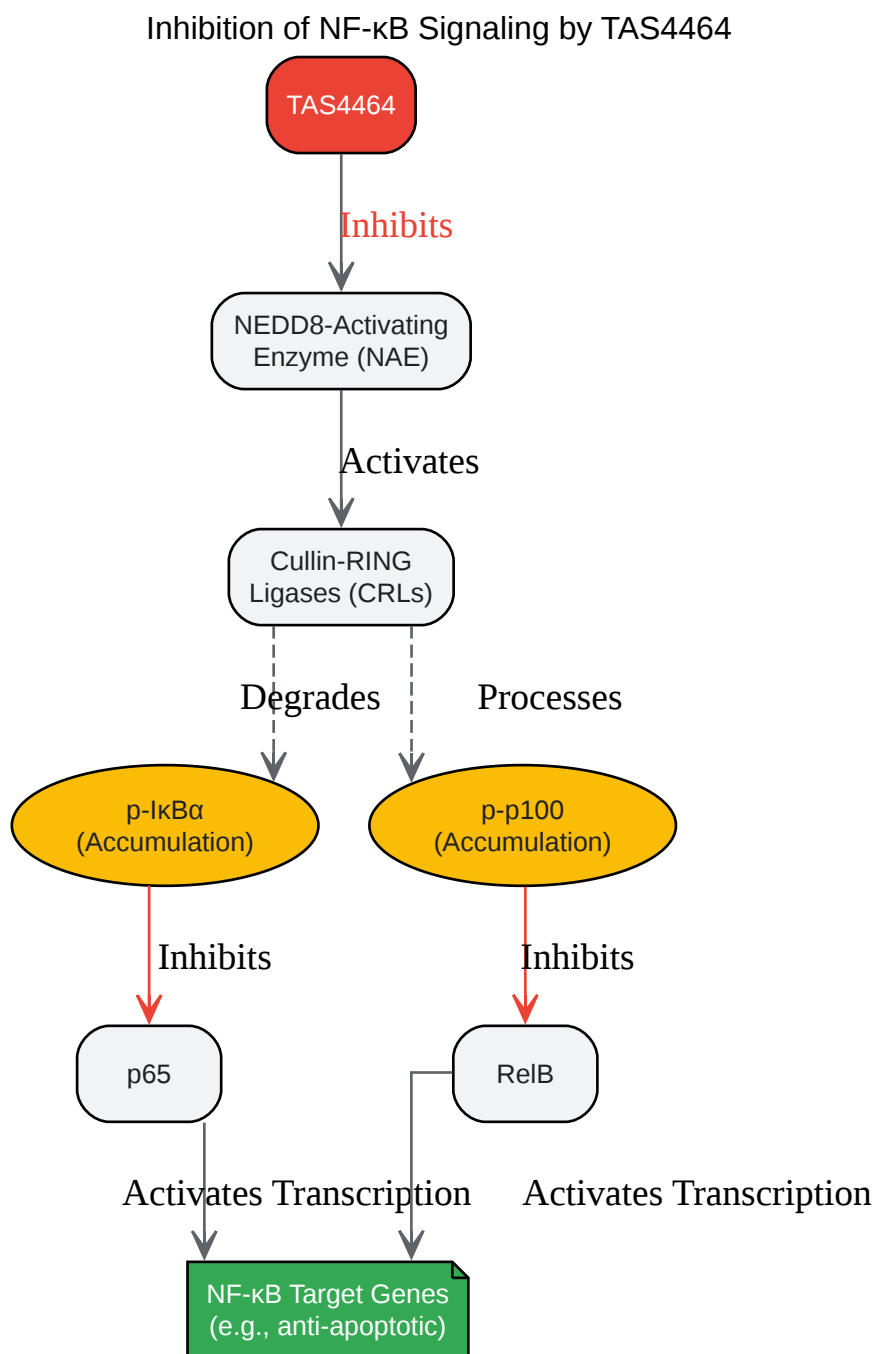 Inhibition of NF-κB Signaling by TAS4464
TAS4464
Inhibits
NEDD8-Activating
Enzyme (NAE)
Activates
Cullin-RING
Ligases (CRLs)
Degrades
Processes
p-IκBα
(Accumulation)
p-p100
(Accumulation)
Inhibits
Inhibits
p65
RelB
Activates Transcription
Activates Transcription
NF-κB Target Genes
(e.g., anti-apoptotic)